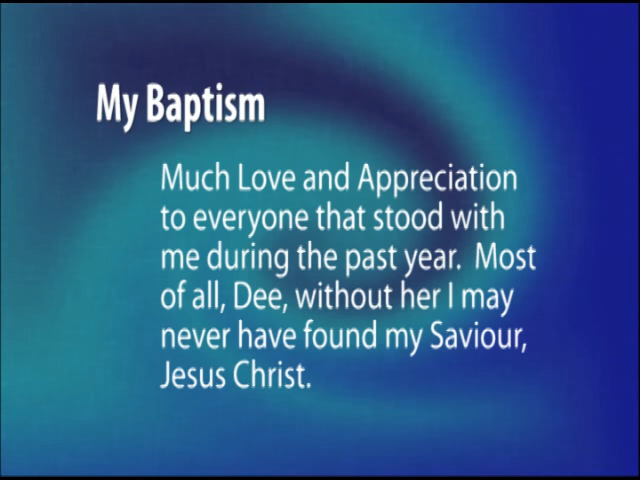 My Baptism
Much Love and Appreciation
to everyone that stood with
me during the past year.  Most
of all, Dee, without her I may
never have found my Saviour,
Jesus Christ.